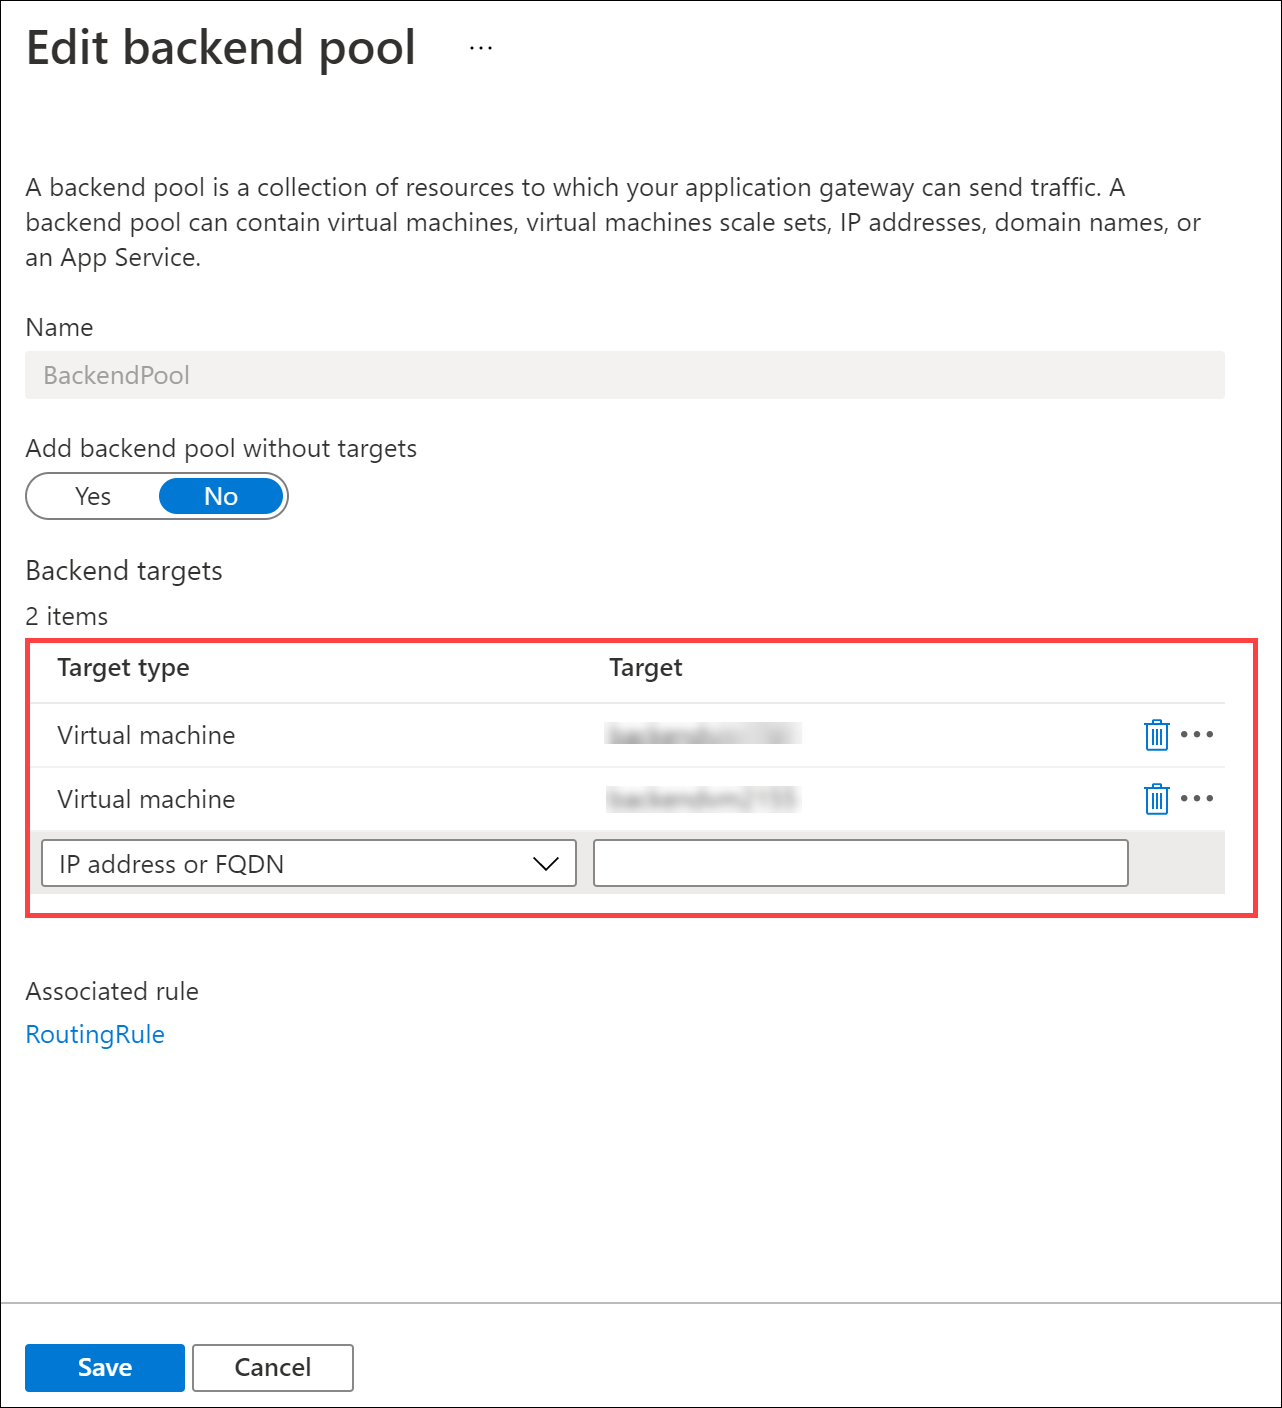 Edit backend pool ...
A backend pool is a collection of resources to which your application gateway can send traffic. A
backend pool can contain virtual machines, virtual machines scale sets, IP addresses, domain names, or
an App Service.
Name
BackendPool
Add backend pool without targets
Yes No
Backend targets
2 items
Target type Target
Virtual machine
Virtual machine
IP address or FQDN
Associated rule
RoutingRule
Save Cancel